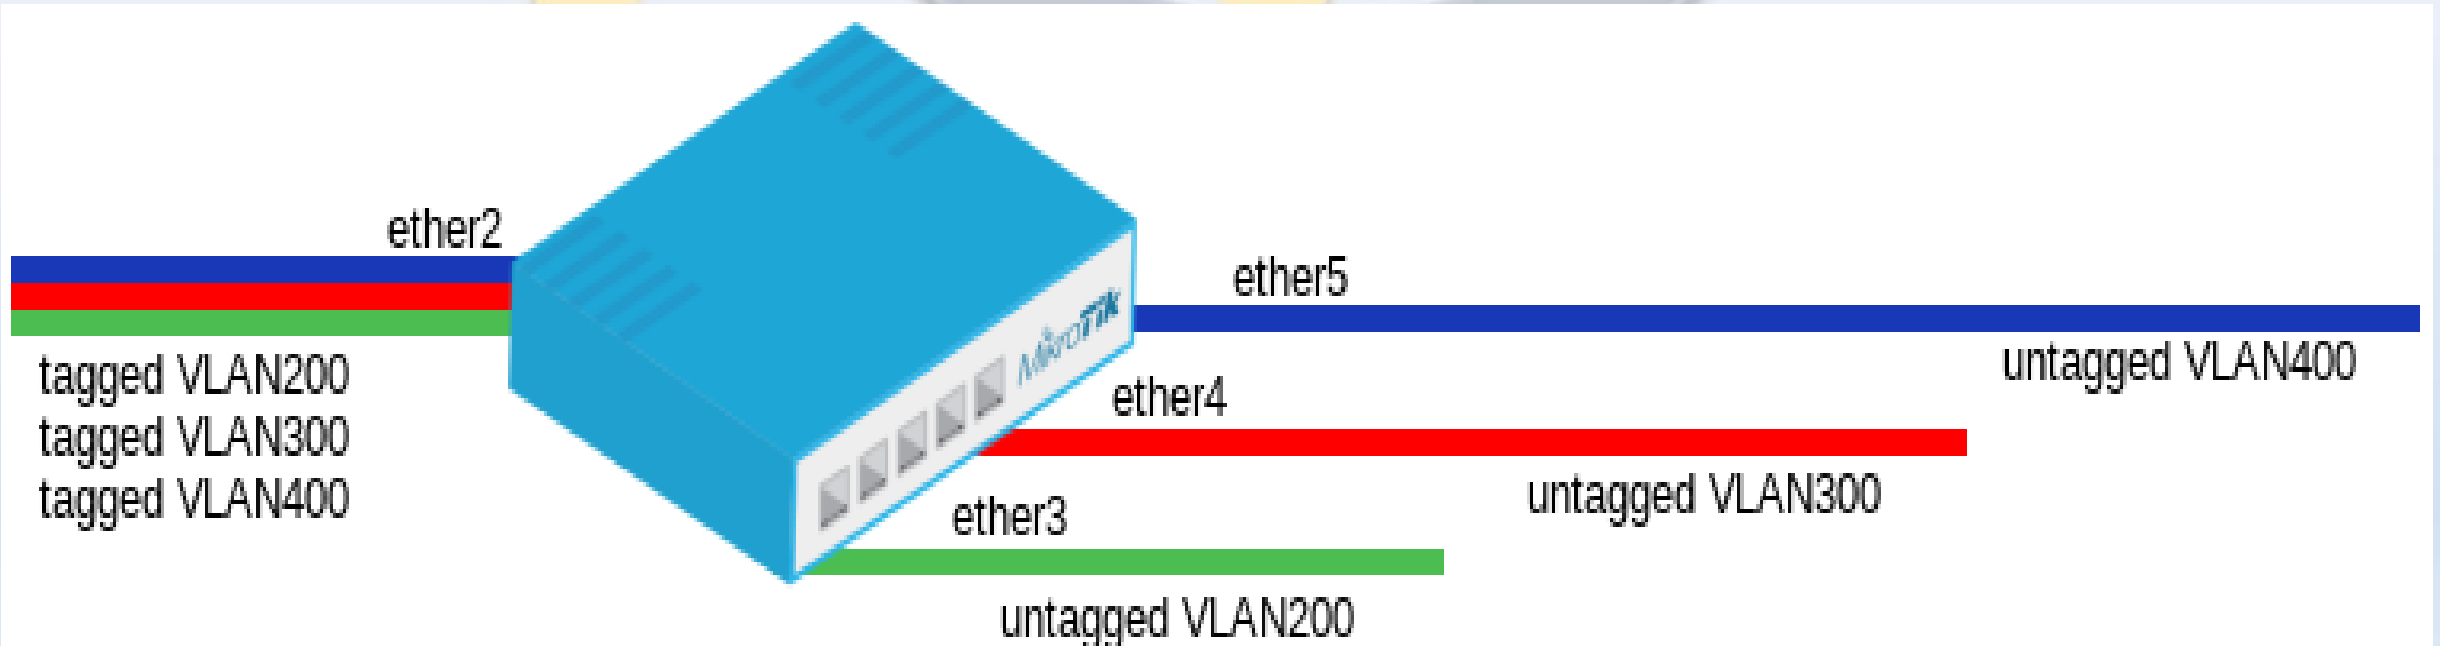 ether2
tagged VLAN200
tagged VLAN300
tagged VLAN400
MikroTik
ether5
untagged VLAN400
ether4
untagged VLAN300
ether3
untagged VLAN200